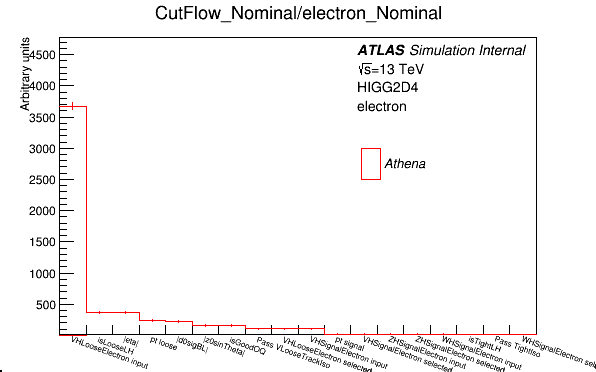 CutFlow_Nominal/electron_Nominal
Arbitrary units
ATLAS Simulation Internal
√s=13 TeV
HIGG2D4
electron
Athena
4500
4000
3500
3000
2500
2000
1500
1000
500
VHLooseElectron input
isLooseLH
|eta|
pt loose
|d0sigBL|
|z0sinTheta|
isGoodOQ
Pass VLooseTrackIso
VHLooseElectron selected
VHSignalElectron input
pt signal
VHSignalElectron selected
ZHSignalElectron input
ZHSignalElectron selected
WHSignalElectron input
isTightLH
Pass TightIso
WHSignalElectron sel